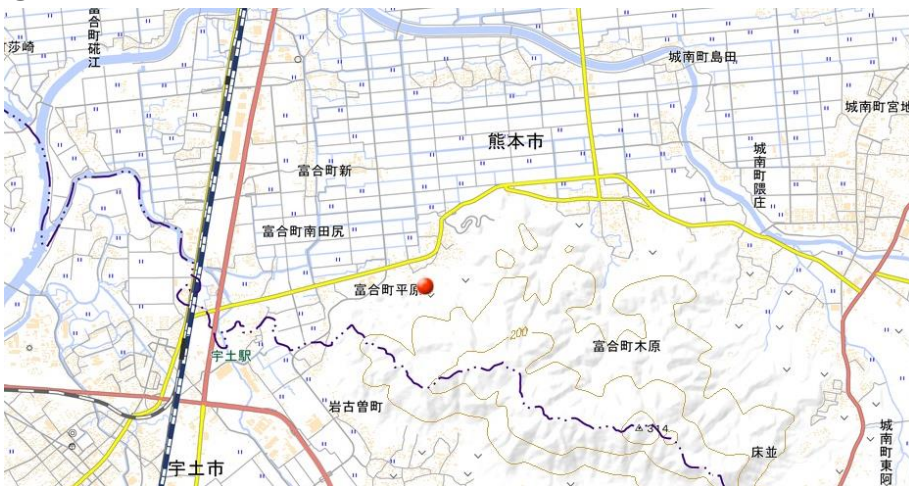 富合町硴江
莎崎
城南町島田
城南町宮地
熊本市
富合町新
城南町隈庄
富合町南田尻
富合町平原
200
富合町木原
宇土駅
岩古曽町
314
床並
宇土市
城南町東阿